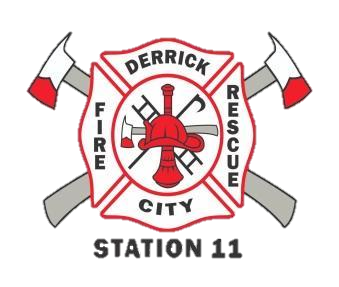 DERRICK
FIRE
RESCUE
CITY
STATION 11